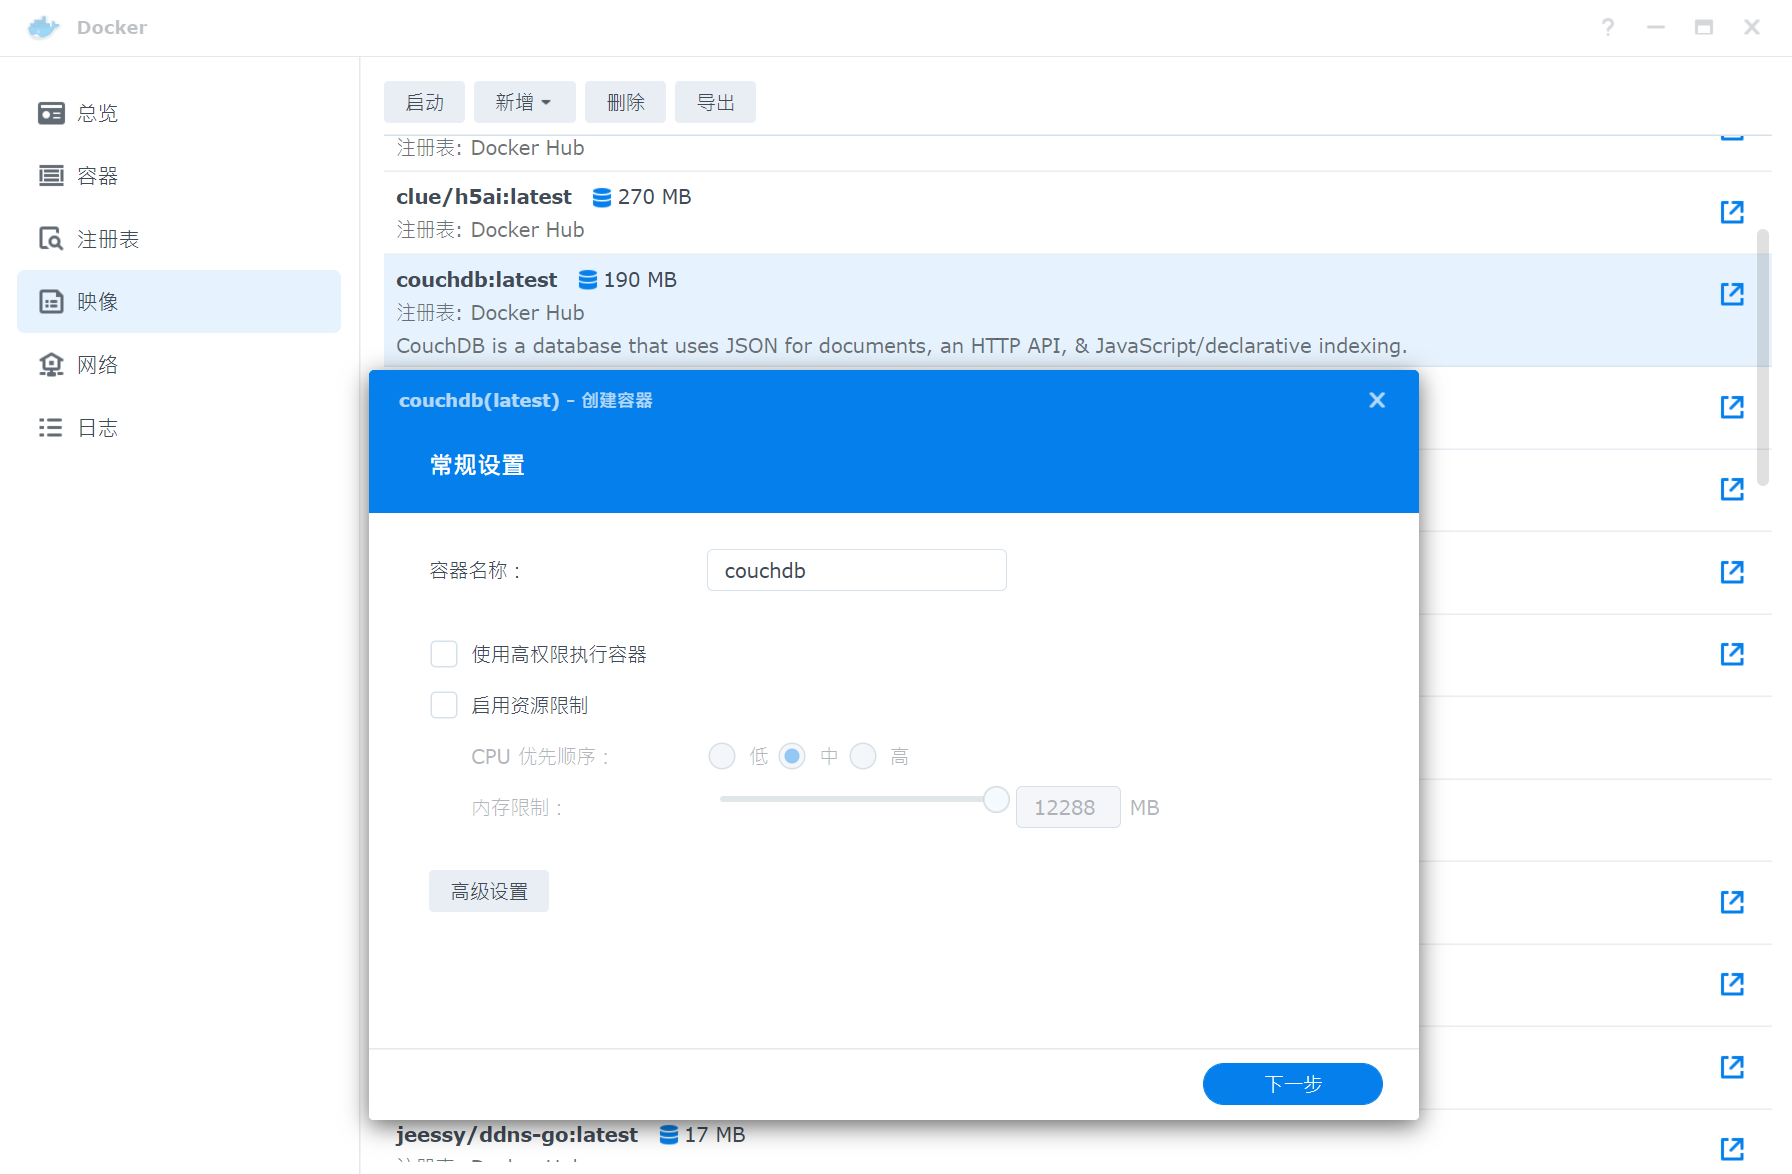 Docker
总览
容器
注册表
映像
网络
日志
启动 新增 删除 导出
注册表: Docker Hub
clue/h5ai:latest 270 MB
注册表: Docker Hub
couchdb:latest 190 MB
注册表: Docker Hub
CouchDB is a database that uses JSON for documents, an HTTP API, & JavaScript/declarative indexing.
couchdb(latest) - 创建容器
常规设置
容器名称：
couchdb
使用高权限执行容器
启用资源限制
CPU 优先顺序：
低 中 高
内存限制：
12288 MB
高级设置
下一步
jeessy/ddns-go:latest 17 MB